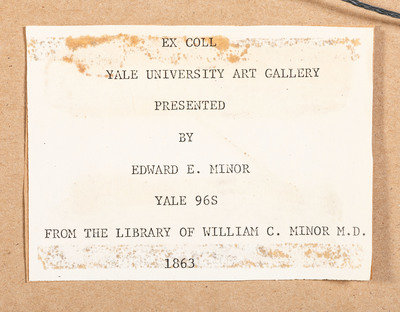 EX COLL
YALE UNIVERSITY ART GALLERY
PRESENTED
BY
EDWARD E. MINOR
YALE 96S
FROM THE LIBRARY OF WILLIAM C. MINOR M.D.
1863